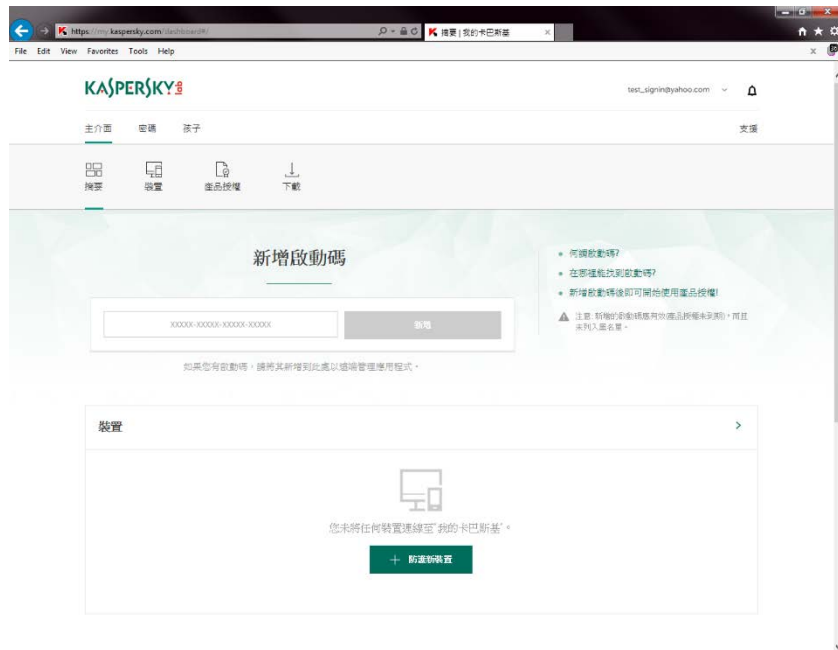 https://my.kaspersky.com/dashboard#/
摘要 | 我的卡巴斯基
File Edit View Favorites Tools Help
KASPERSKY lab
test_signin@yahoo.com
主介面 密碼 孩子 支援
摘要 裝置 產品授權 下載
新增啟動碼
何謂啟動碼?
在哪裡能找到啟動碼?
新增啟動碼後即可開始使用產品授權!
XXXXX-XXXXX-XXXXX-XXXXX
新增
注意: 新增的啟動碼應有效(產品授權未到期)，而且
未列入黑名單。
如果您有啟動碼，請將其新增到此處以遠端管理應用程式。
裝置
您未將任何裝置連線至"我的卡巴斯基"。
防護新裝置